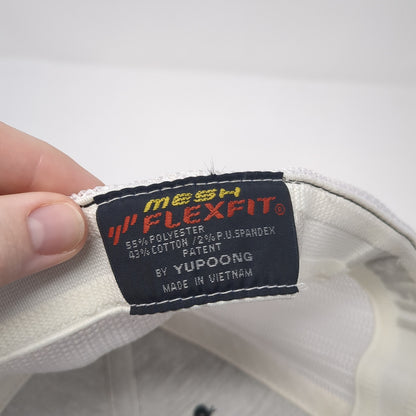 MESH
FLEXFIT®
55% POLYESTER
43% COTTON / 2% P.U. SPANDEX
PATENT
BY YUPOONG
MADE IN VIETNAM